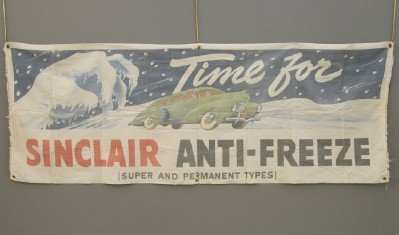 Time for
SINCLAIR ANTI-FREEZE
(SUPER AND PERMANENT TYPES)